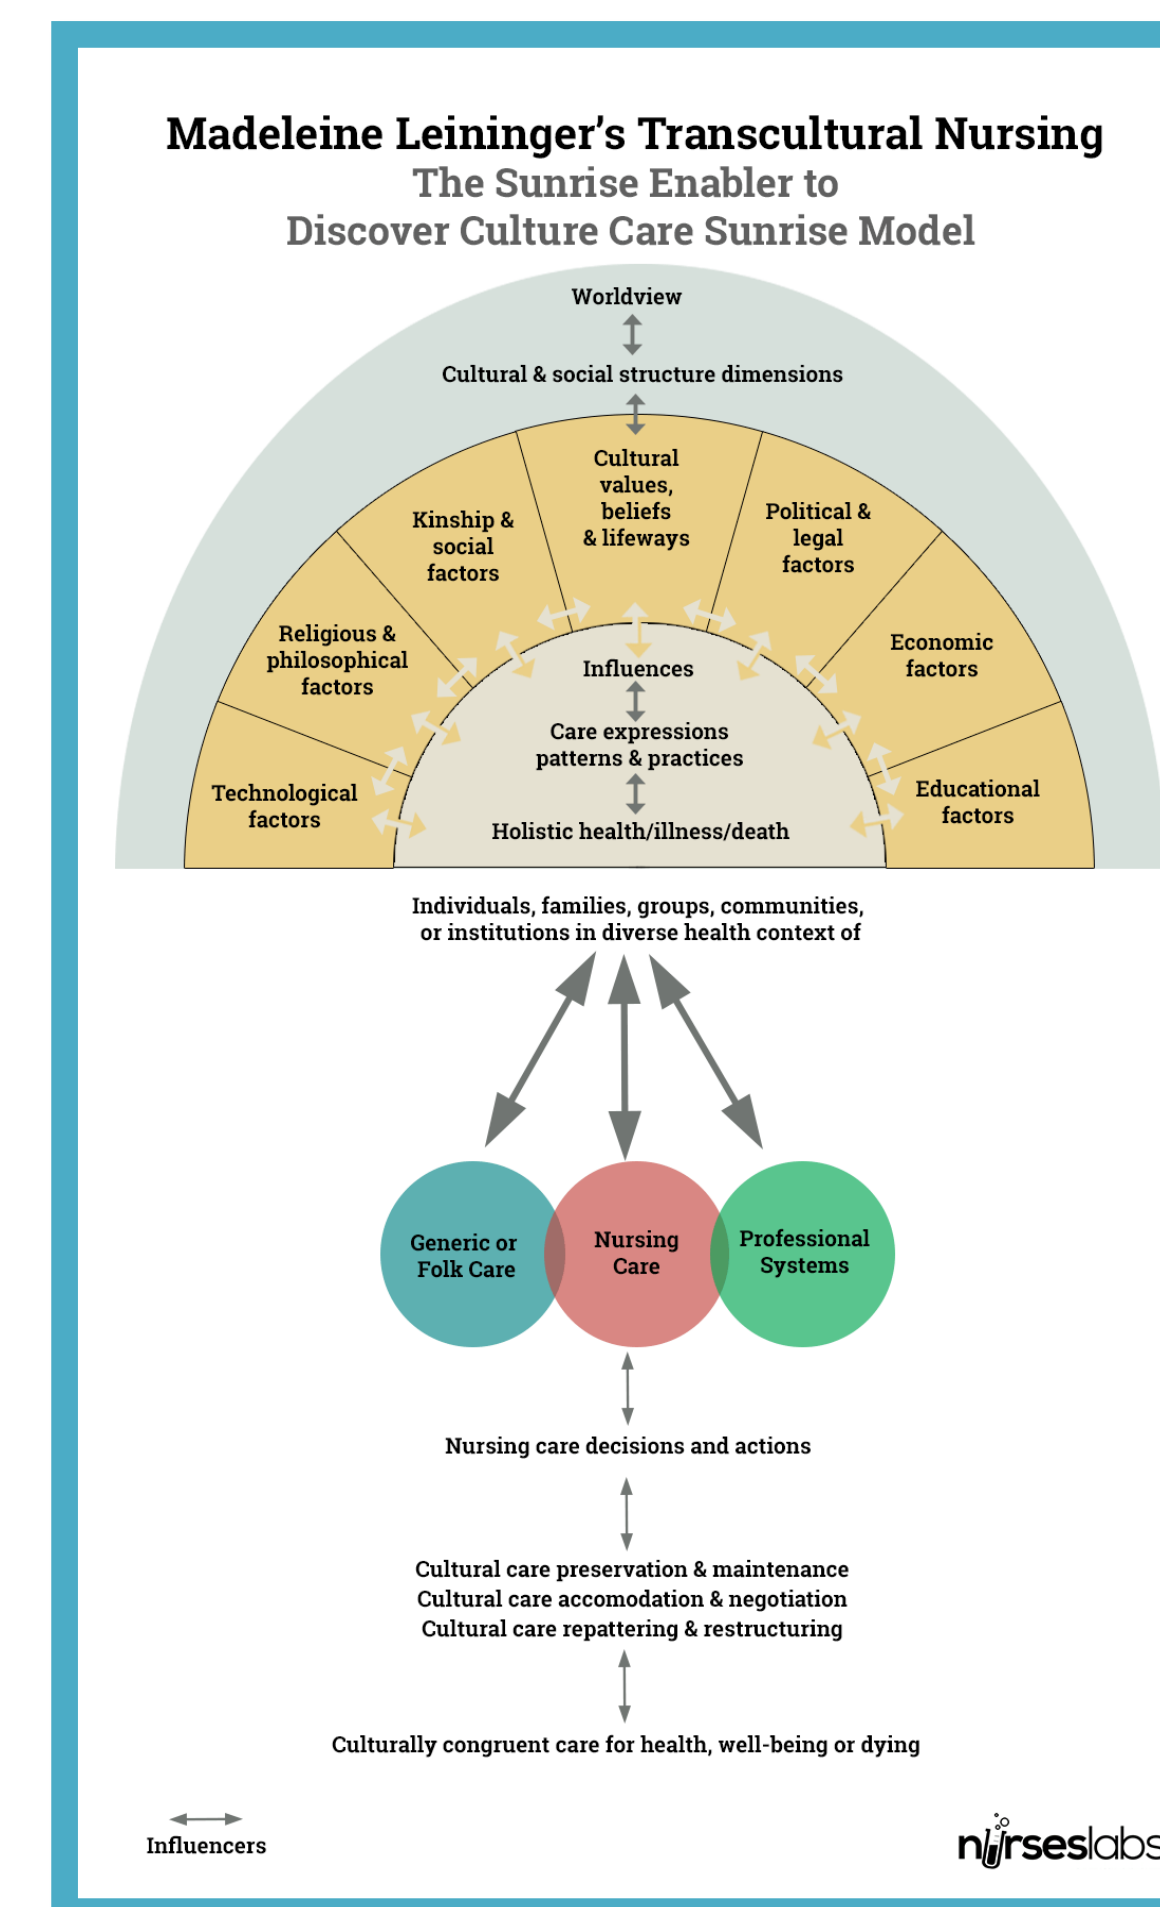 Madeleine Leininger's Transcultural Nursing
The Sunrise Enabler to
Discover Culture Care Sunrise Model
Worldview
Cultural & social structure dimensions
Cultural
values,
beliefs
& lifeways
Kinship &
social
factors
Political &
legal
factors
Religious &
philosophical
factors
Economic
factors
Technological
factors
Educational
factors
Influences
Care expressions
patterns & practices
Holistic health/illness/death
Individuals, families, groups, communities,
or institutions in diverse health context of
Generic or
Folk Care
Nursing
Care
Professional
Systems
Nursing care decisions and actions
Cultural care preservation & maintenance
Cultural care accomodation & negotiation
Cultural care repattering & restructuring
Culturally congruent care for health, well-being or dying
Influencers
nurseslabs